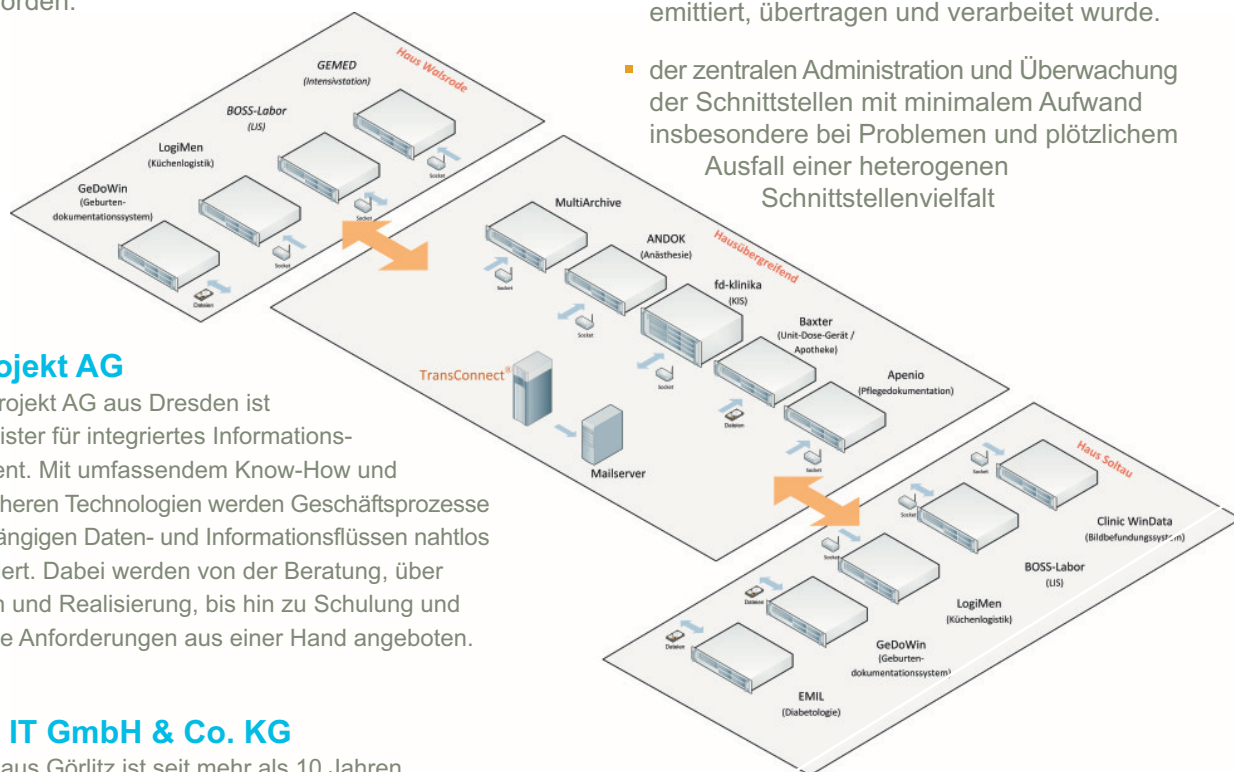 emittiert, übertragen und verarbeitet wurde.
der zentralen Administration und Überwachung
der Schnittstellen mit minimalem Aufwand
insbesondere bei Problemen und plötzlichem
Ausfall einer heterogenen
Schnittstellenvielfalt
Haus Walsrode
GEMED
(Intensivstation)
Socket
BOSS-Labor
(LIS)
Socket
LogiMen
(Küchenlogistik)
Socket
GeDoWin
(Geburten-
dokumentationssystem)
Dateien
Hausübergreifend
MultiArchive
Socket
ANDOK
(Anästhesie)
Socket
fd-klinika
(KIS)
Socket
Baxter
(Unit-Dose-Gerät /
Apotheke)
Dateien
Apenio
(Pflegedokumentation)
Socket
TransConnect®
Mailserver
Haus Soltau
Socket
Clinic WinData
(Bildbefundungssystem)
Socket
BOSS-Labor
(LIS)
Socket
LogiMen
(Küchenlogistik)
Dateien
GeDoWin
(Geburten-
dokumentationssystem)
Dateien
EMIL
(Diabetologie)
ojekt AG
rojekt AG aus Dresden ist
ister für integriertes Informations-
ent. Mit umfassendem Know-How und
heren Technologien werden Geschäftsprozesse
ängigen Daten- und Informationsflüssen nahtlos
ert. Dabei werden von der Beratung, über
n und Realisierung, bis hin zu Schulung und
e Anforderungen aus einer Hand angeboten.
IT GmbH & Co. KG
aus Görlitz ist seit mehr als 10 Jahren